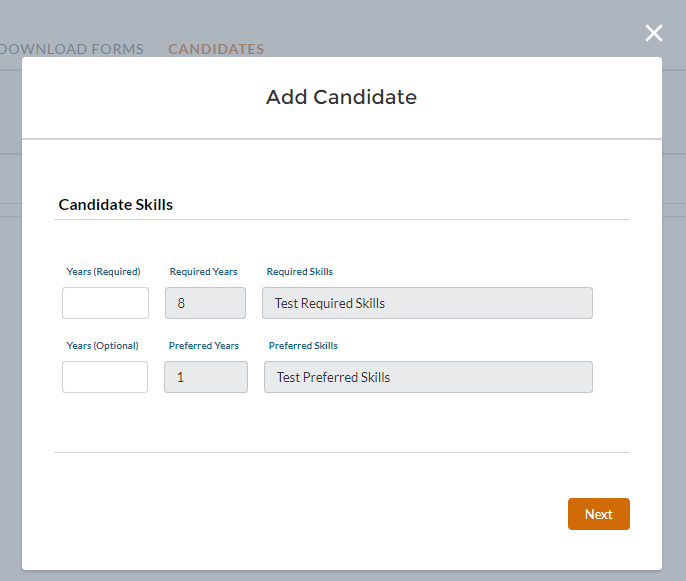 DOWNLOAD FORMS CANDIDATES
Add Candidate
Candidate Skills
Years (Required) Required Years Required Skills
8 Test Required Skills
Years (Optional) Preferred Years Preferred Skills
1 Test Preferred Skills
Next